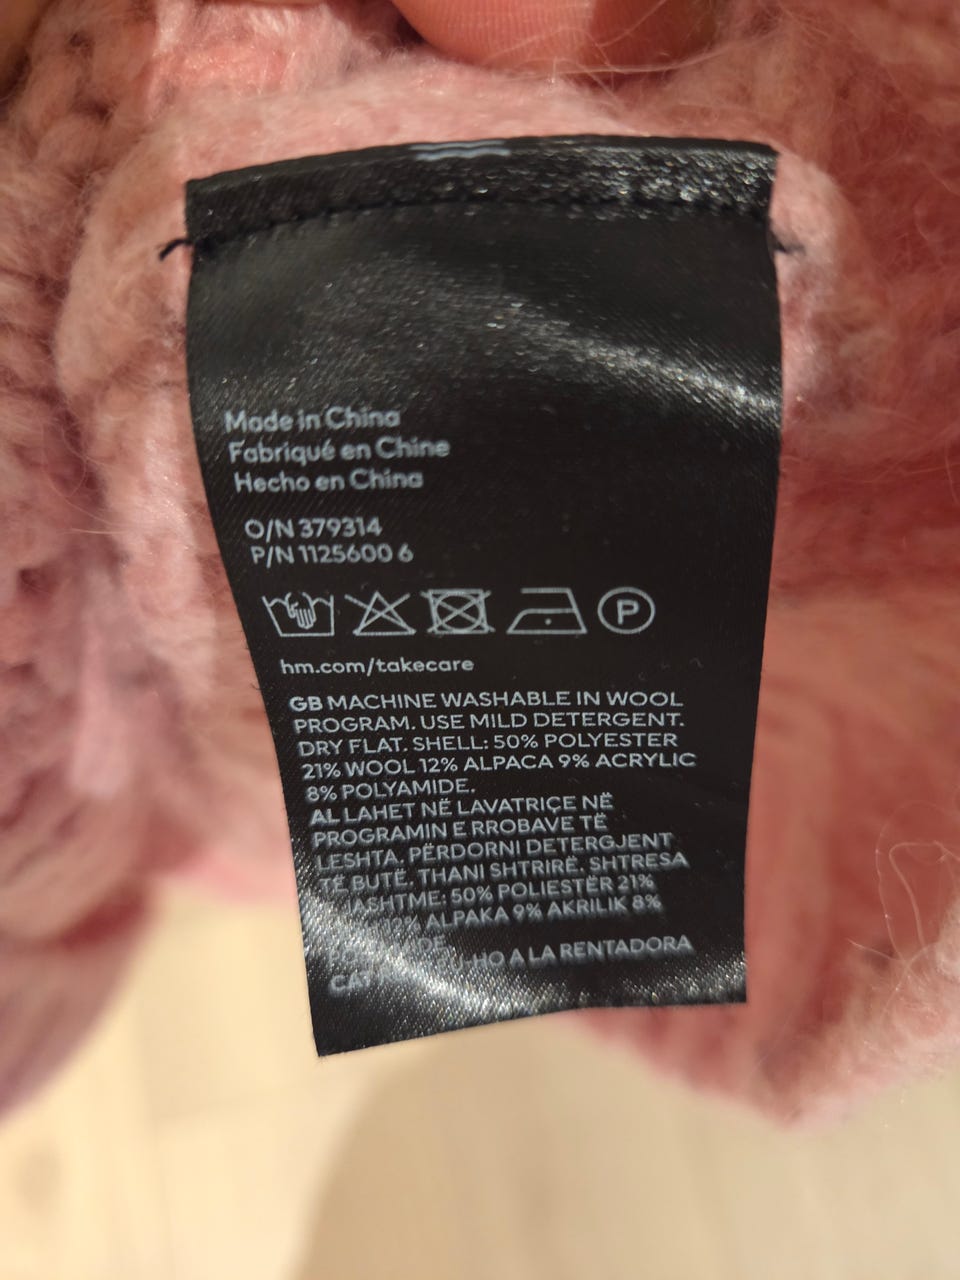 Made in China
Fabriqué en Chine
Hecho en China
O/N 379314
P/N 1125600 6
P
hm.com/takecare
GB MACHINE WASHABLE IN WOOL
PROGRAM. USE MILD DETERGENT.
DRY FLAT. SHELL: 50% POLYESTER
21% WOOL 12% ALPACA 9% ACRYLIC
8% POLYAMIDE.
AL LAHET NË LAVATRIÇE NË
PROGRAMIN E RROBAVE TË
LESHTA. PËRDORNI DETERGJENT
TË BUTË. THANI SHTRIRË. SHTRESA
50% POLIESTËR 21%
ALPAKA 9% AKRILIK 8%
A LA RENTADORA